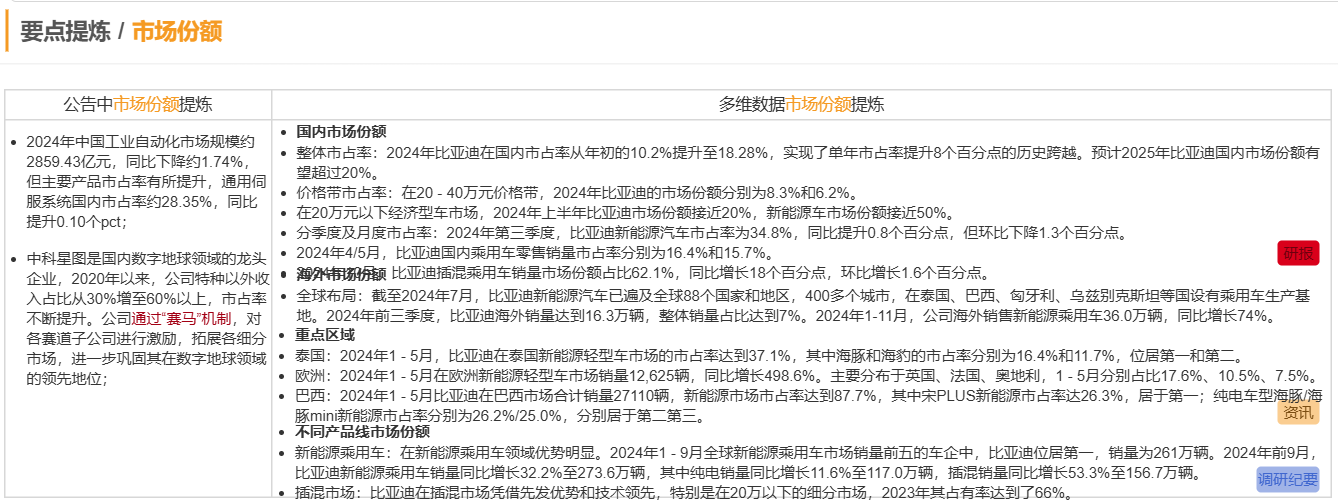 要点提炼 / 市场份额
公告中市场份额提炼
2024年中国工业自动化市场规模约
2859.43亿元，同比下降约1.74%，
但主要产品市占率有所提升，通用伺
服系统国内市占率约28.35%，同比
提升0.10个pct；
中科星图是国内数字地球领域的龙头
企业，2020年以来，公司特种以外收
入占比从30%增至60%以上，市占率
不断提升。公司通过“赛马”机制，对
各赛道子公司进行激励，拓展各细分
市场，进一步巩固其在数字地球领域
的领先地位；
多维数据市场份额提炼
国内市场份额
整体市占率：2024年比亚迪在国内市占率从年初的10.2%提升至18.28%，实现了单年市占率提升8个百分点的历史跨越。预计2025年比亚迪国内市场份额有
望超过20%。
价格带市占率：在20 - 40万元价格带，2024年比亚迪的市场份额分别为8.3%和6.2%。
在20万元以下经济型车市场，2024年上半年比亚迪市场份额接近20%，新能源车市场份额接近50%。
分季度及月度市占率：2024年第三季度，比亚迪新能源汽车市占率为34.8%，同比提升0.8个百分点，但环比下降1.3个百分点。
2024年4/5月，比亚迪国内乘用车零售销量市占率分别为16.4%和15.7%。
比亚迪插混乘用车销量市场份额占比62.1%，同比增长18个百分点，环比增长1.6个百分点。
海外市场份额
全球布局：截至2024年7月，比亚迪新能源汽车已遍及全球88个国家和地区，400多个城市，在泰国、巴西、匈牙利、乌兹别克斯坦等国设有乘用车生产基
地。2024年前三季度，比亚迪海外销量达到16.3万辆，整体销量占比达到7%。2024年1-11月，公司海外销售新能源乘用车36.0万辆，同比增长74%。
重点区域
泰国：2024年1 - 5月，比亚迪在泰国新能源轻型车市场的市占率达到37.1%，其中海豚和海豹的市占率分别为16.4%和11.7%，位居第一和第二。
欧洲：2024年1 - 5月在欧洲新能源轻型车市场销量12,625辆，同比增长498.6%。主要分布于英国、法国、奥地利，1 - 5月分别占比17.6%、10.5%、7.5%。
巴西：2024年1 - 5月比亚迪在巴西市场合计销量27110辆，新能源市场市占率达到87.7%，其中宋PLUS新能源市占率达26.3%，居于第一；纯电车型海豚/海
豚mini新能源市占率分别为26.2%/25.0%，分别居于第二第三。
不同产品线市场份额
新能源乘用车：在新能源乘用车领域优势明显。2024年1 - 9月全球新能源乘用车市场销量前五的车企中，比亚迪位居第一，销量为261万辆。2024年前9月，
比亚迪新能源乘用车销量同比增长32.2%至273.6万辆，其中纯电销量同比增长11.6%至117.0万辆，插混销量同比增长53.3%至156.7万辆。
插混市场：比亚迪在插混市场凭借先发优势和技术领先，特别是在20万以下的细分市场，2023年其占有率达到了66%。
研报
资讯
调研纪要